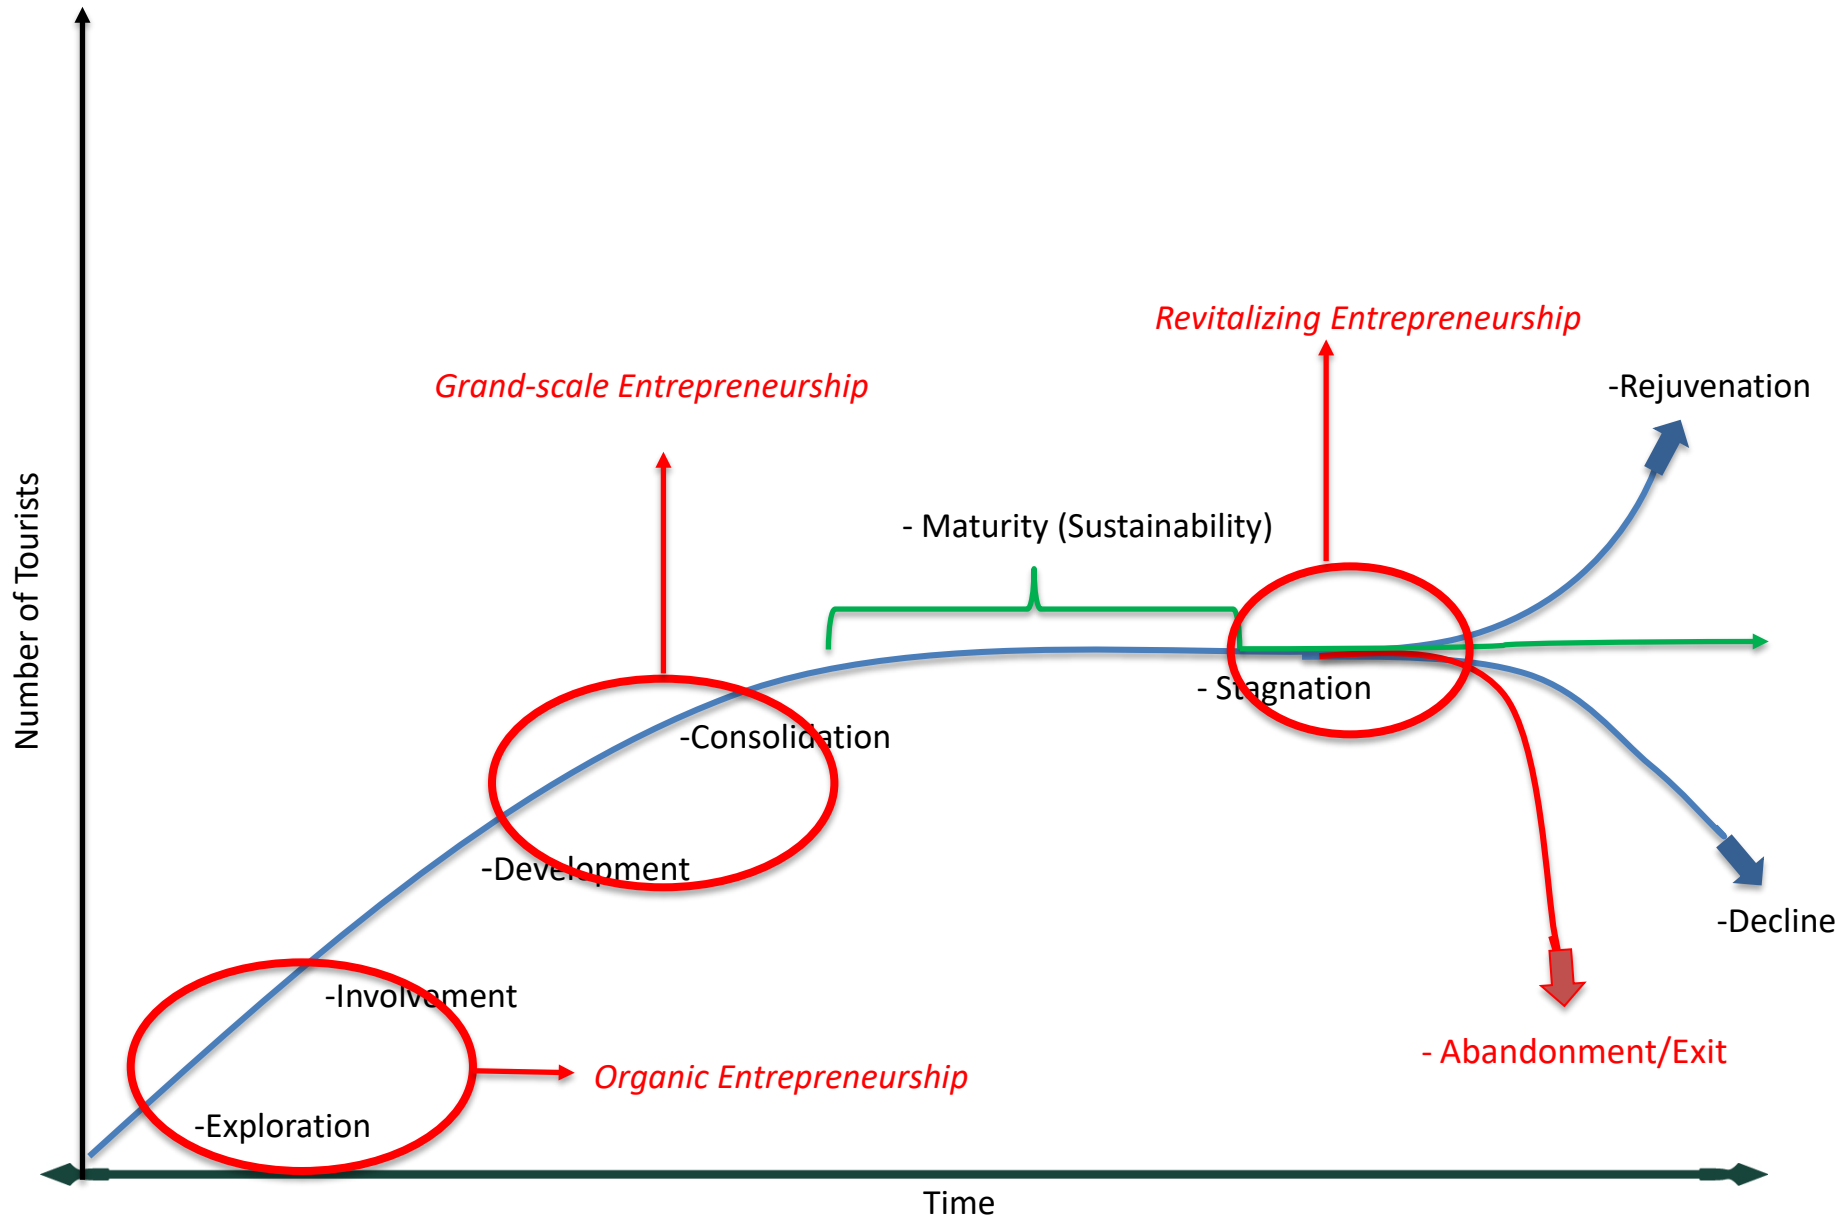 Revitalizing Entrepreneurship
Grand-scale Entrepreneurship
-Rejuvenation
- Maturity (Sustainability)
Number of Tourists
- Stagnation
-Consolidation
-Development
-Decline
-Involvement
- Abandonment/Exit
Organic Entrepreneurship
-Exploration
Time